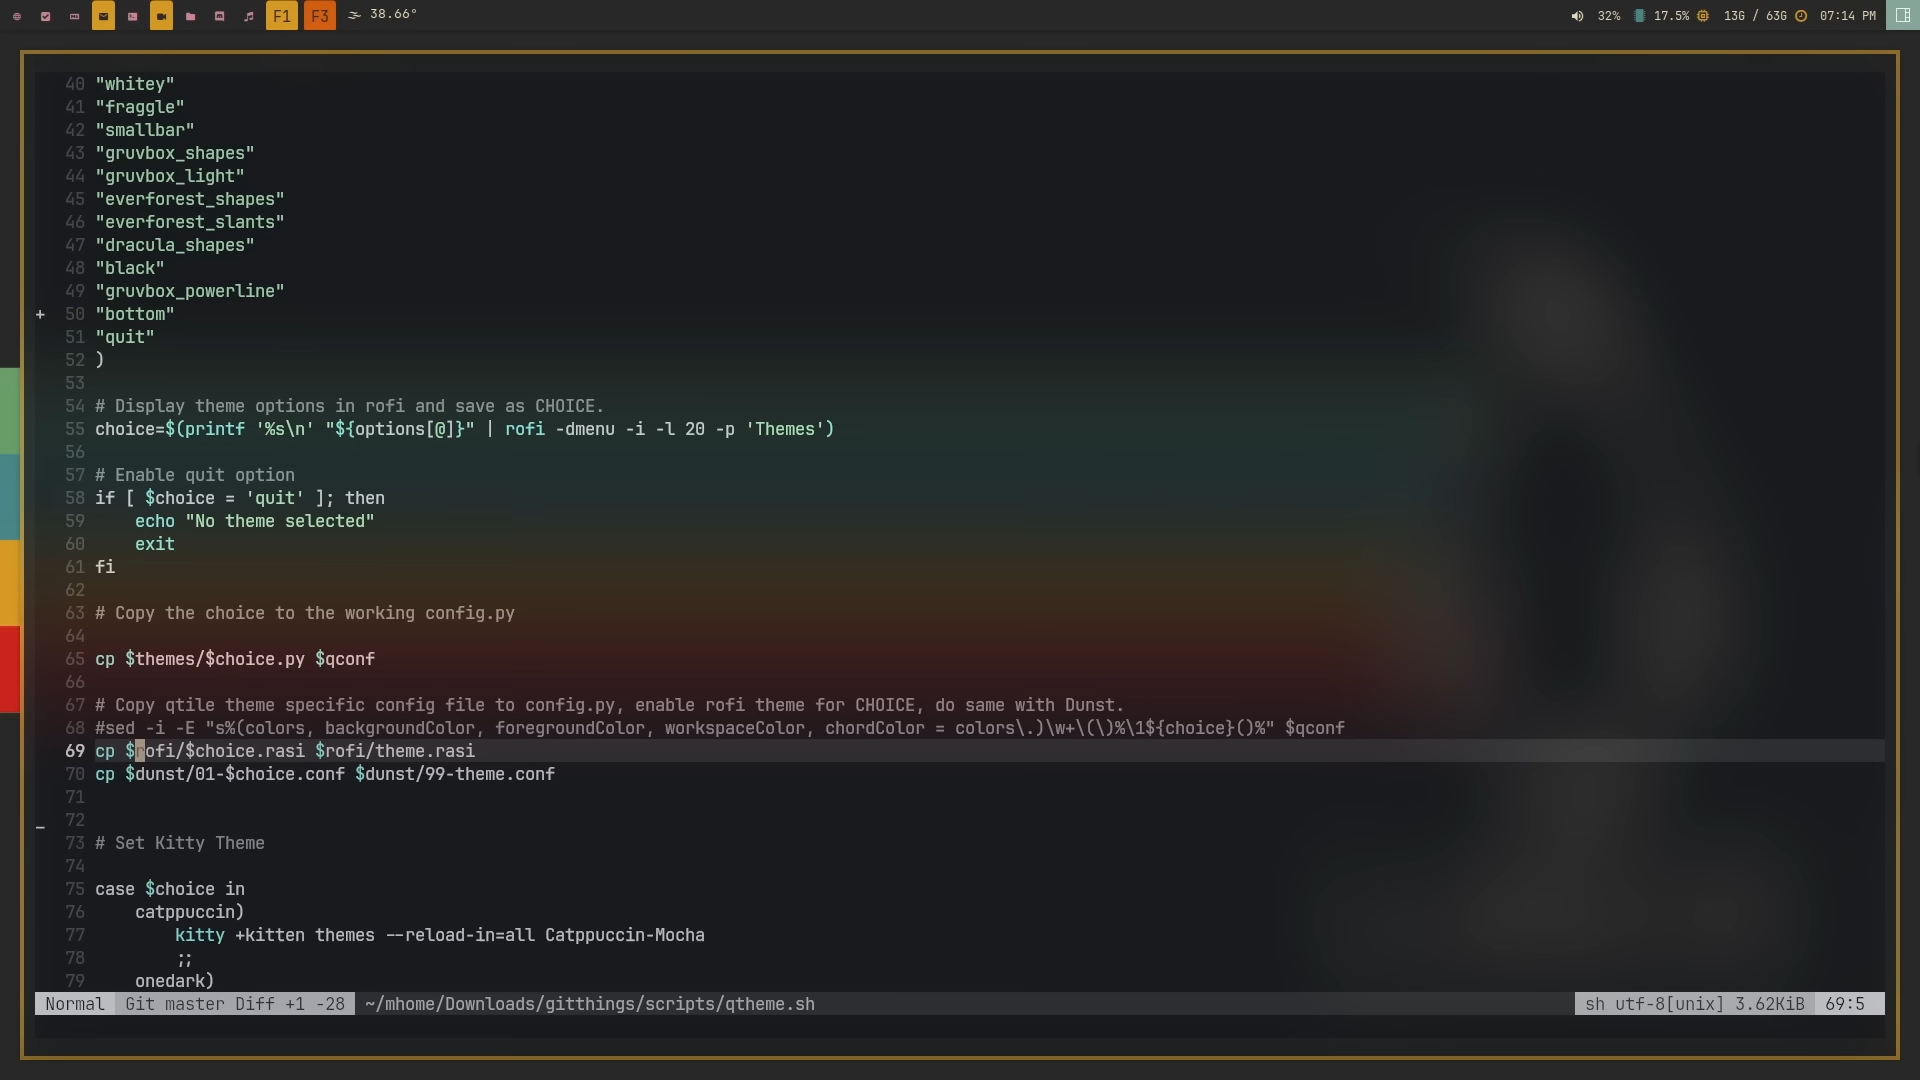 F1 F3 38.66° 32% 17.5% 13G / 63G 07:14 PM
40 "whitey"
41 "fraggle"
42 "smallbar"
43 "gruvbox_shapes"
44 "gruvbox_light"
45 "everforest_shapes"
46 "everforest_slants"
47 "dracula_shapes"
48 "black"
49 "gruvbox_powerline"
+ 50 "bottom"
51 "quit"
52 )
53
54 # Display theme options in rofi and save as CHOICE.
55 choice=$(printf '%s\n' "${options[@]}" | rofi -dmenu -i -l 20 -p 'Themes')
56
57 # Enable quit option
58 if [ $choice = 'quit' ]; then
59     echo "No theme selected"
60     exit
61 fi
62
63 # Copy the choice to the working config.py
64
65 cp $themes/$choice.py $qconf
66
67 # Copy qtile theme specific config file to config.py, enable rofi theme for CHOICE, do same with Dunst.
68 #sed -i -E "s%(colors, backgroundColor, foregroundColor, workspaceColor, chordColor = colors\.)\w+\(\)%\1${choice}()%" $qconf
69 cp $rofi/$choice.rasi $rofi/theme.rasi
70 cp $dunst/01-$choice.conf $dunst/99-theme.conf
71
_ 72
73 # Set Kitty Theme
74
75 case $choice in
76     catppuccin)
77         kitty +kitten themes --reload-in=all Catppuccin-Mocha
78         ;;
79     onedark)
Normal Git master Diff +1 -28 ~/mhome/Downloads/gitthings/scripts/qtheme.sh sh utf-8[unix] 3.62KiB 69:5